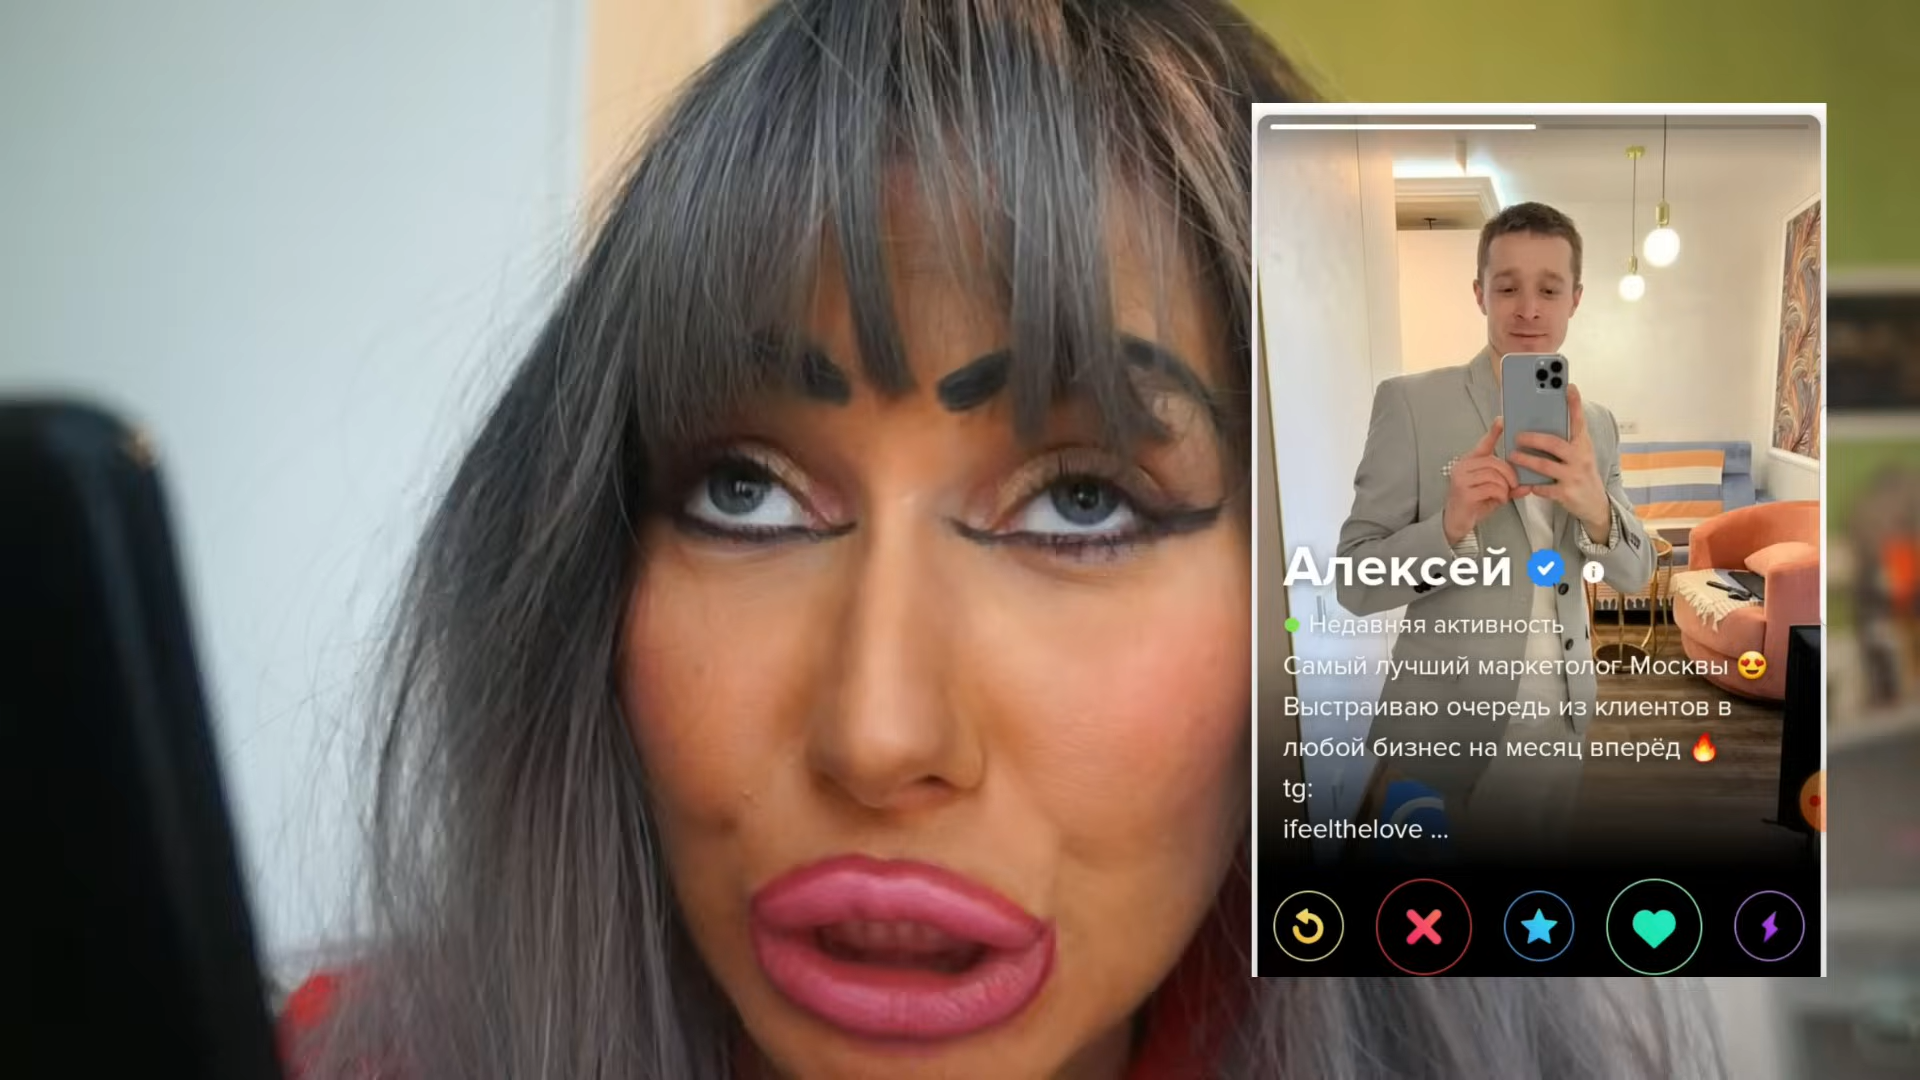 Алексей
Недавняя активность
Самый лучший маркетолог Москвы 😍
Выстраиваю очередь из клиентов в
любой бизнес на месяц вперёд 🔥
tg:
ifeelthelove ...